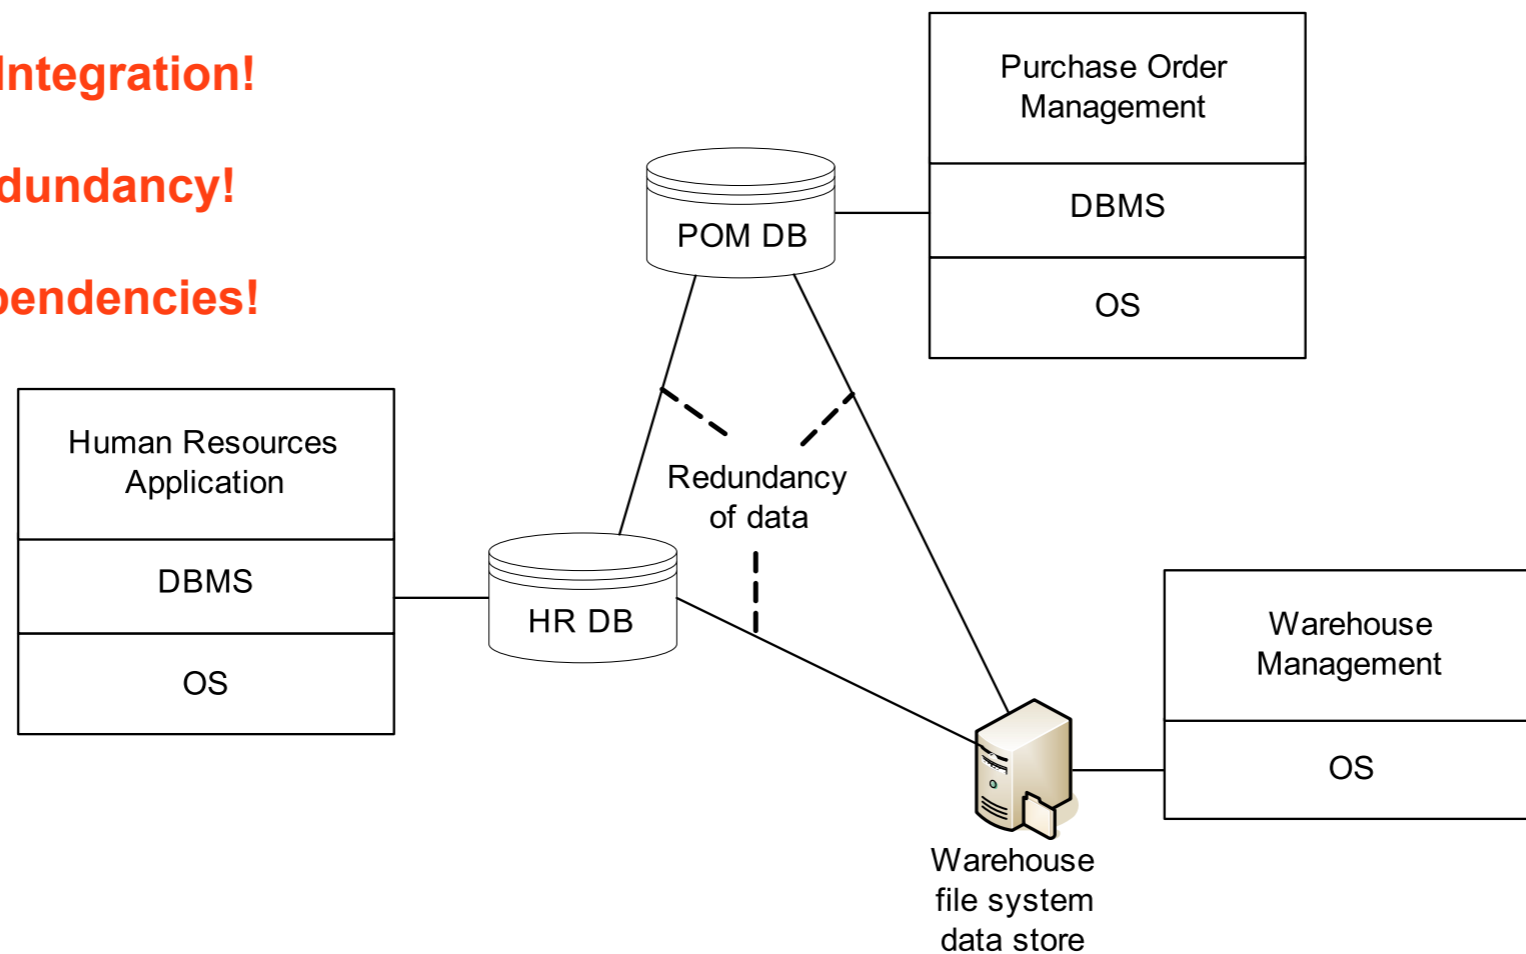 Integration!
dundancy!
pendencies!
Purchase Order
Management
DBMS
OS
POM DB
Human Resources
Application
DBMS
OS
Redundancy
of data
HR DB
Warehouse
Management
OS
Warehouse
file system
data store